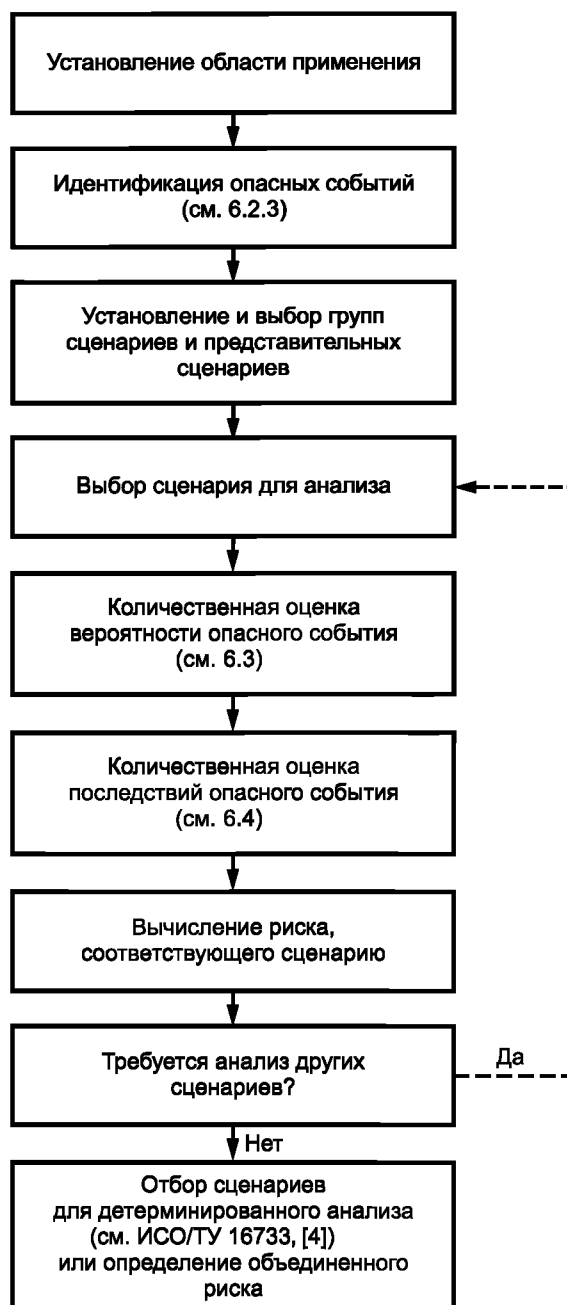 Установление области применения
Идентификация опасных событий
(см. 6.2.3)
Установление и выбор групп
сценариев и представительных
сценариев
Выбор сценария для анализа
Количественная оценка
вероятности опасного события
(см. 6.3)
Количественная оценка
последствий опасного события
(см. 6.4)
Вычисление риска,
соответствующего сценарию
Требуется анализ других
сценариев?
Да
Нет
Отбор сценариев
для детерминированного анализа
(см. ИСО/ТУ 16733, [4])
или определение объединенного
риска